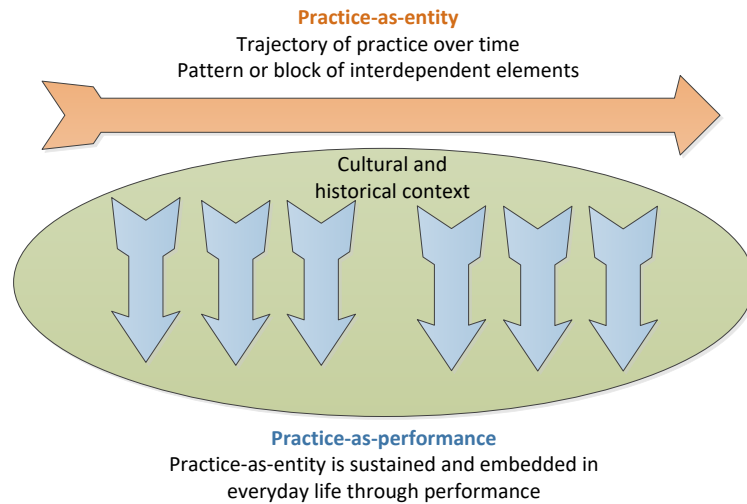 Practice-as-entity
Trajectory of practice over time
Pattern or block of interdependent elements
Cultural and
historical context
Practice-as-performance
Practice-as-entity is sustained and embedded in
everyday life through performance